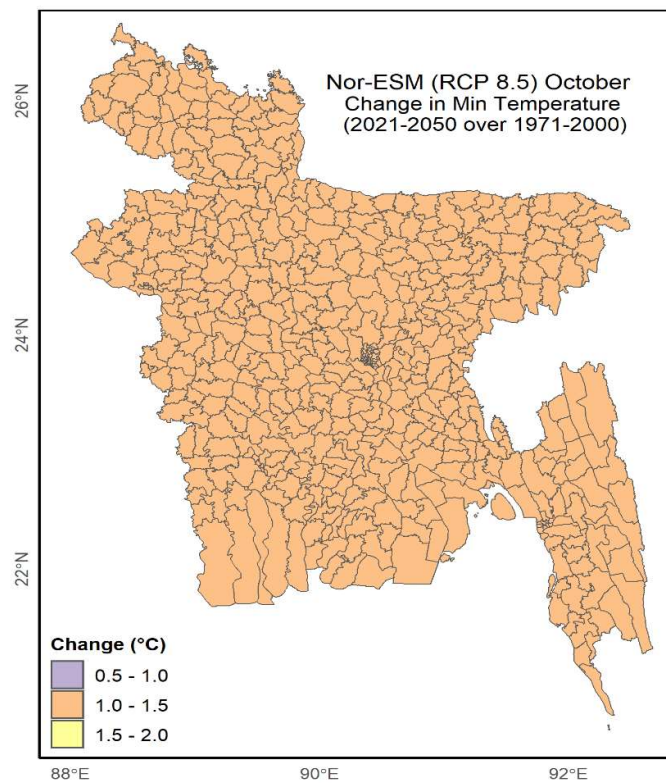 Nor-ESM (RCP 8.5) October
Change in Min Temperature
(2021-2050 over 1971-2000)
26°N
24°N
22°N
Change (°C)
0.5 - 1.0
1.0 - 1.5
1.5 - 2.0
88°E 90°E 92°E